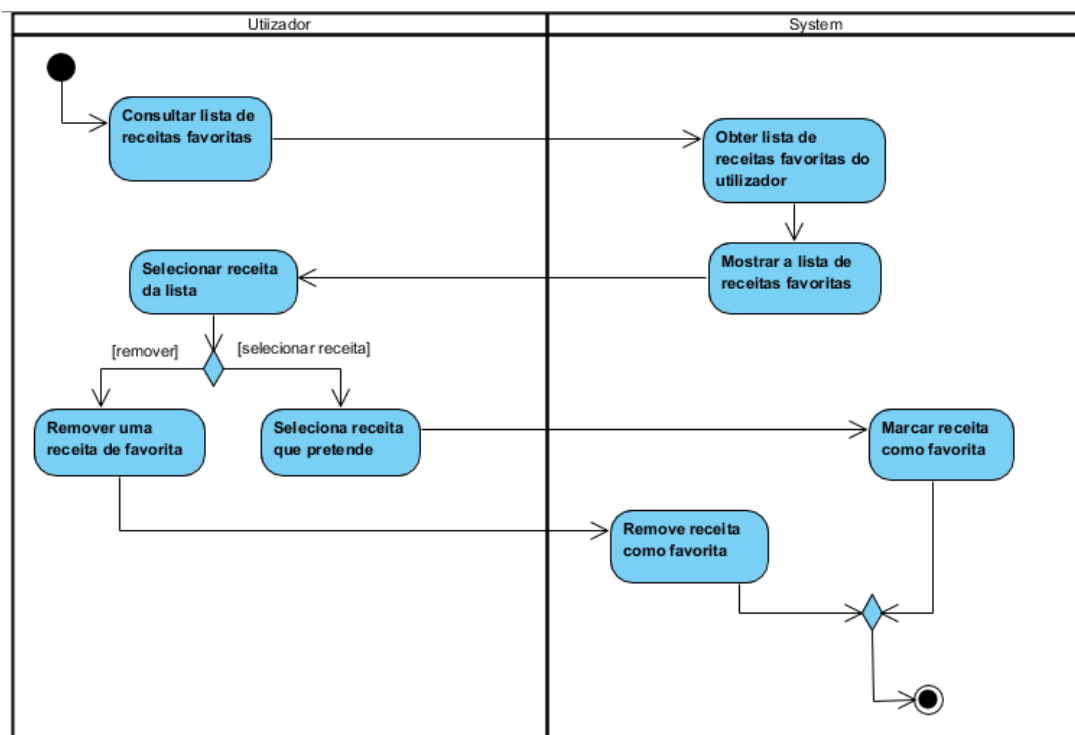 Utiizador
System
Consultar lista de
receitas favoritas
Obter lista de
receitas favoritas do
utilizador
Selecionar receita
da lista
Mostrar a lista de
receitas favoritas
[remover]
[selecionar receita]
Remover uma
receita de favorita
Seleciona receita
que pretende
Marcar receita
como favorita
Remove receita
como favorita